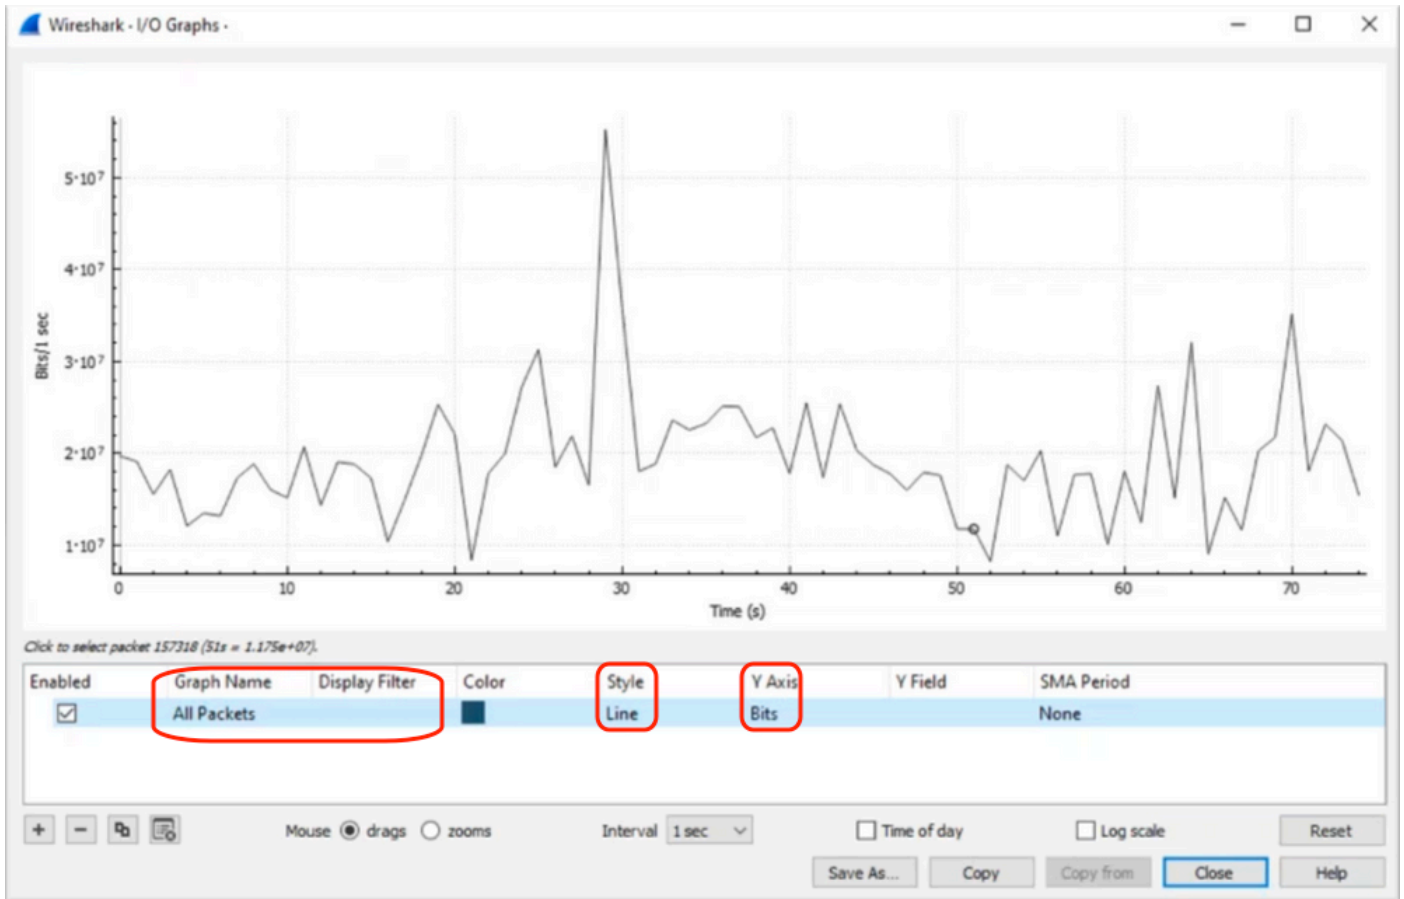 Wireshark - I/O Graphs -
5·10⁷
4·10⁷
3·10⁷
2·10⁷
1·10⁷
Bits/1 sec
0 10 20 30 40 50 60 70
Time (s)
Click to select packet 157318 (51s = 1.175e+07).
Enabled Graph Name Display Filter Color Style Y Axis Y Field SMA Period
All Packets Line Bits None
Mouse drags zooms Interval 1 sec Time of day Log scale Reset
Save As... Copy Copy from Close Help